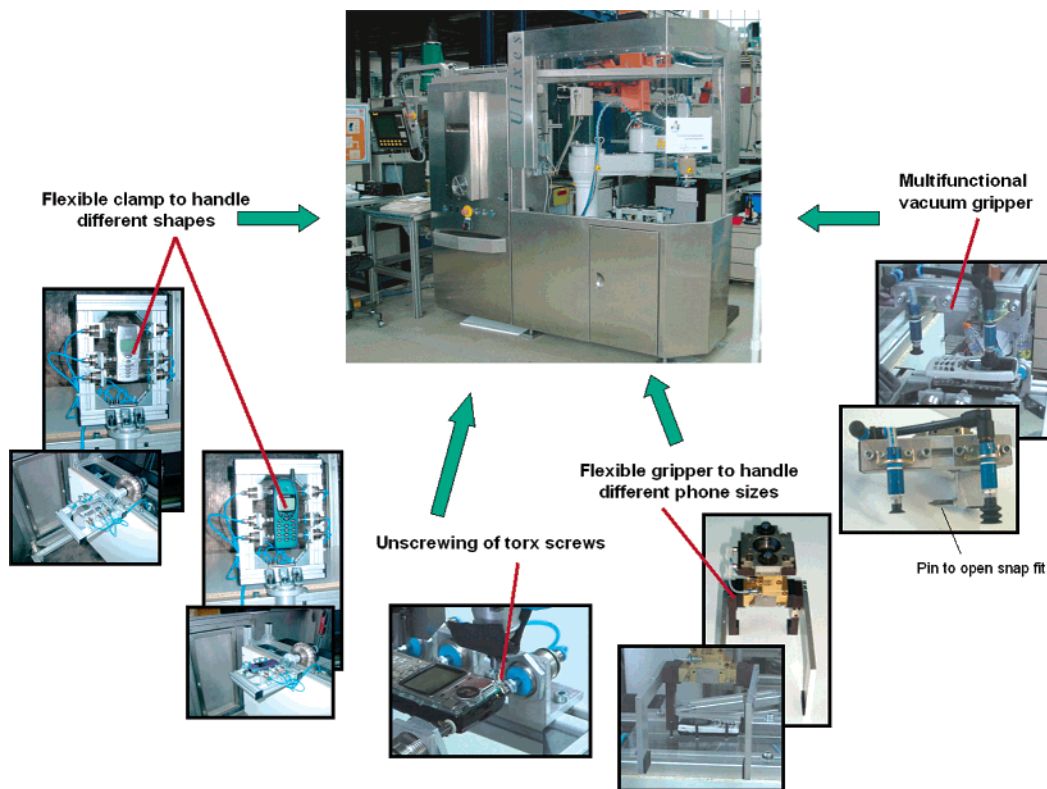 Flexible clamp to handle
different shapes
Multifunctional
vacuum gripper
Flexible gripper to handle
different phone sizes
Unscrewing of torx screws
Pin to open snap fit